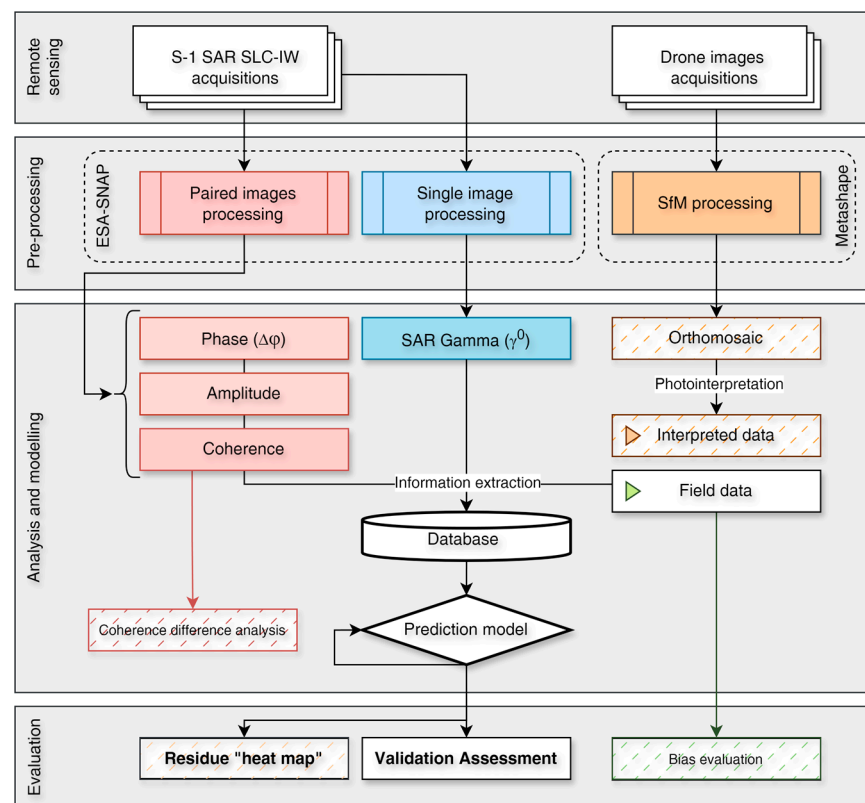 Remote
sensing
S-1 SAR SLC-IW
acquisitions
Drone images
acquisitions
Pre-processing
ESA-SNAP
Paired images
processing
Single image
processing
SfM processing
Metashape
Analysis and modelling
Phase (Δφ)
Amplitude
Coherence
SAR Gamma (γ⁰)
Orthomosaic
Photointerpretation
Interpreted data
Information extraction
Field data
Database
Coherence difference analysis
Prediction model
Evaluation
Residue "heat map"
Validation Assessment
Bias evaluation